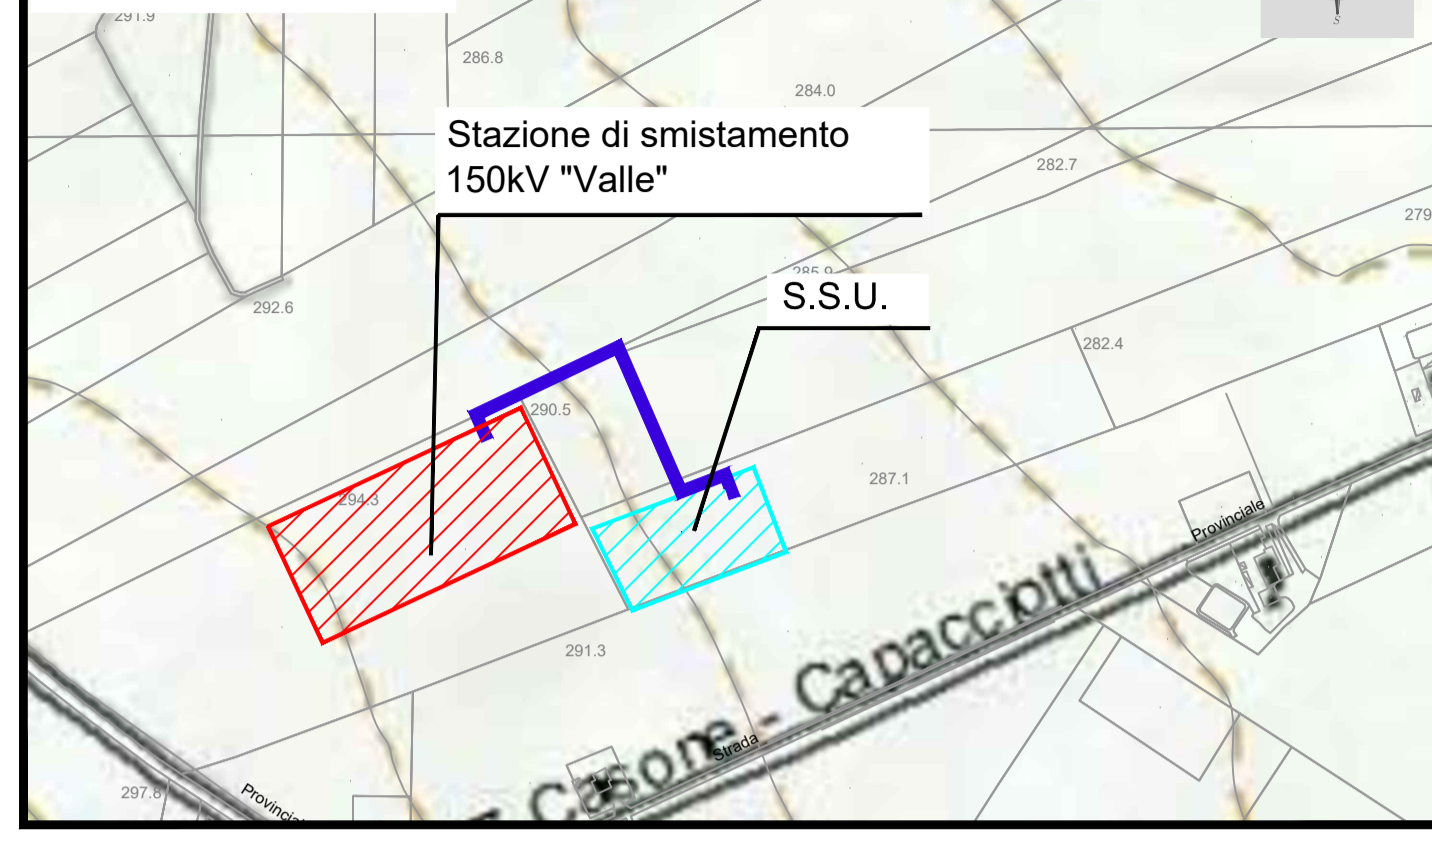 291.9
S
286.8
284.0
Stazione di smistamento
150kV "Valle"
282.7
279
285.9
S.S.U.
292.6
282.4
290.5
294.3
287.1
Provinciale
Casone - Capacciotti
291.3
Strada
297.8